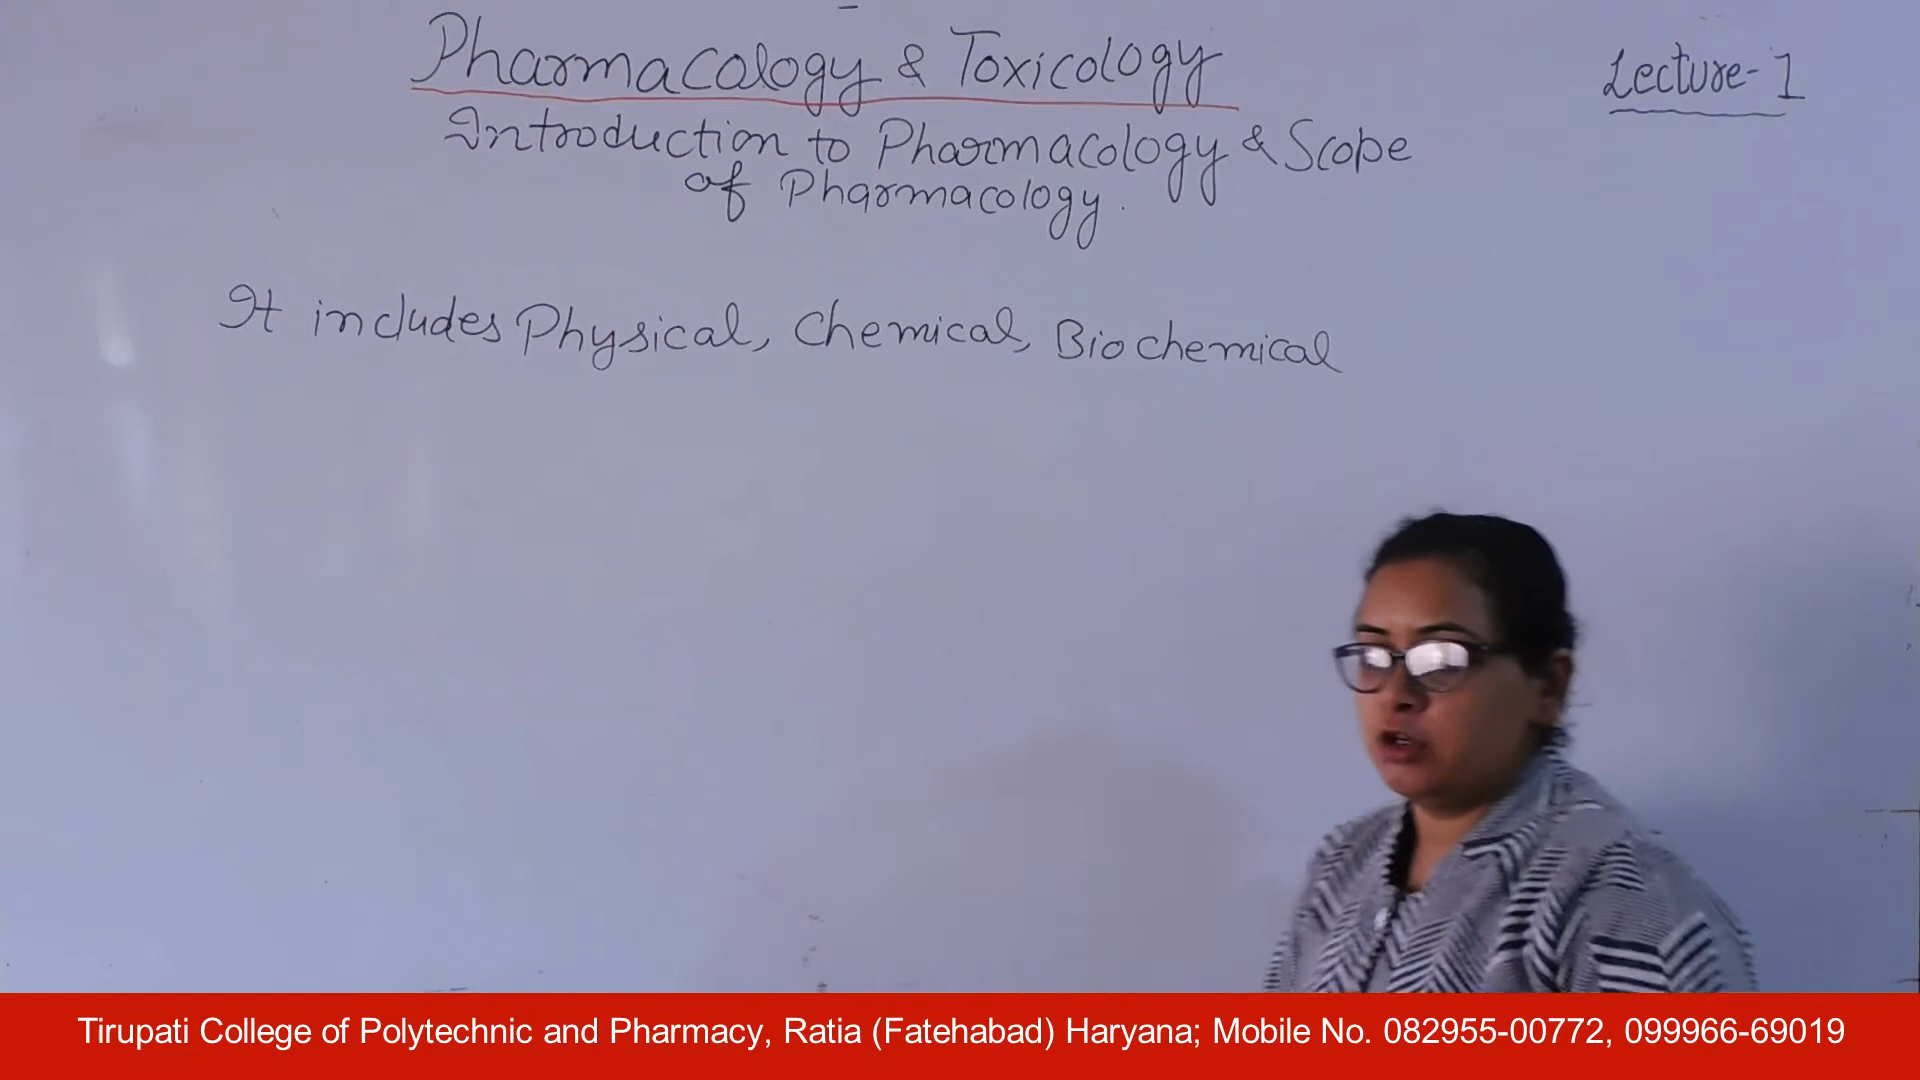 Pharmacology & Toxicology
Lecture-1
Introduction to Pharmacology & Scope
of Pharmacology.
It includes Physical, Chemical, Biochemical
Tirupati College of Polytechnic and Pharmacy, Ratia (Fatehabad) Haryana; Mobile No. 082955-00772, 099966-69019